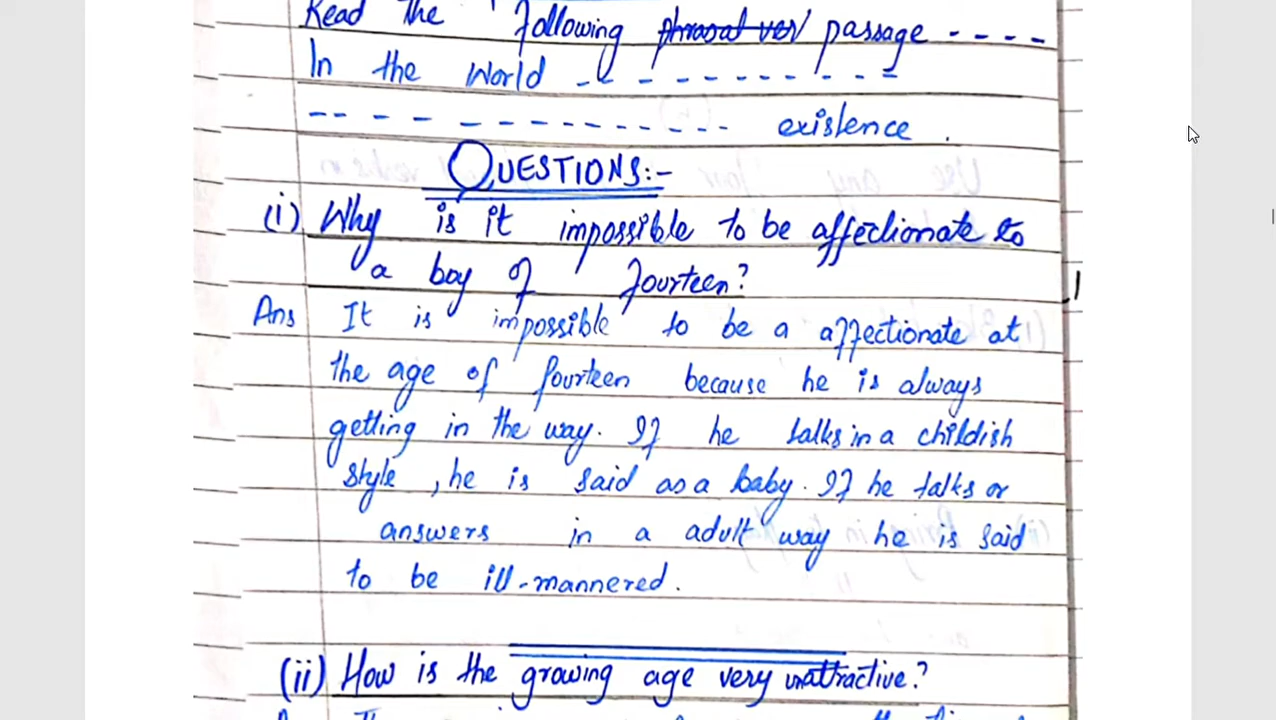 Read the following phrasal ver passage ----
In the world - - - - - - - - -
-- - - - - - - - - - - - - - existence .
QUESTIONS:-
(i) Why is it impossible to be affectionate to
a boy of fourteen?
1
Ans It is impossible to be a affectionate at
the age of fourteen because he is always
getting in the way. If he talks in a childish
style, he is said as a baby. If he talks or
answers in a adult way he is said
to be ill-mannered.
(ii) How is the growing age very unattractive?